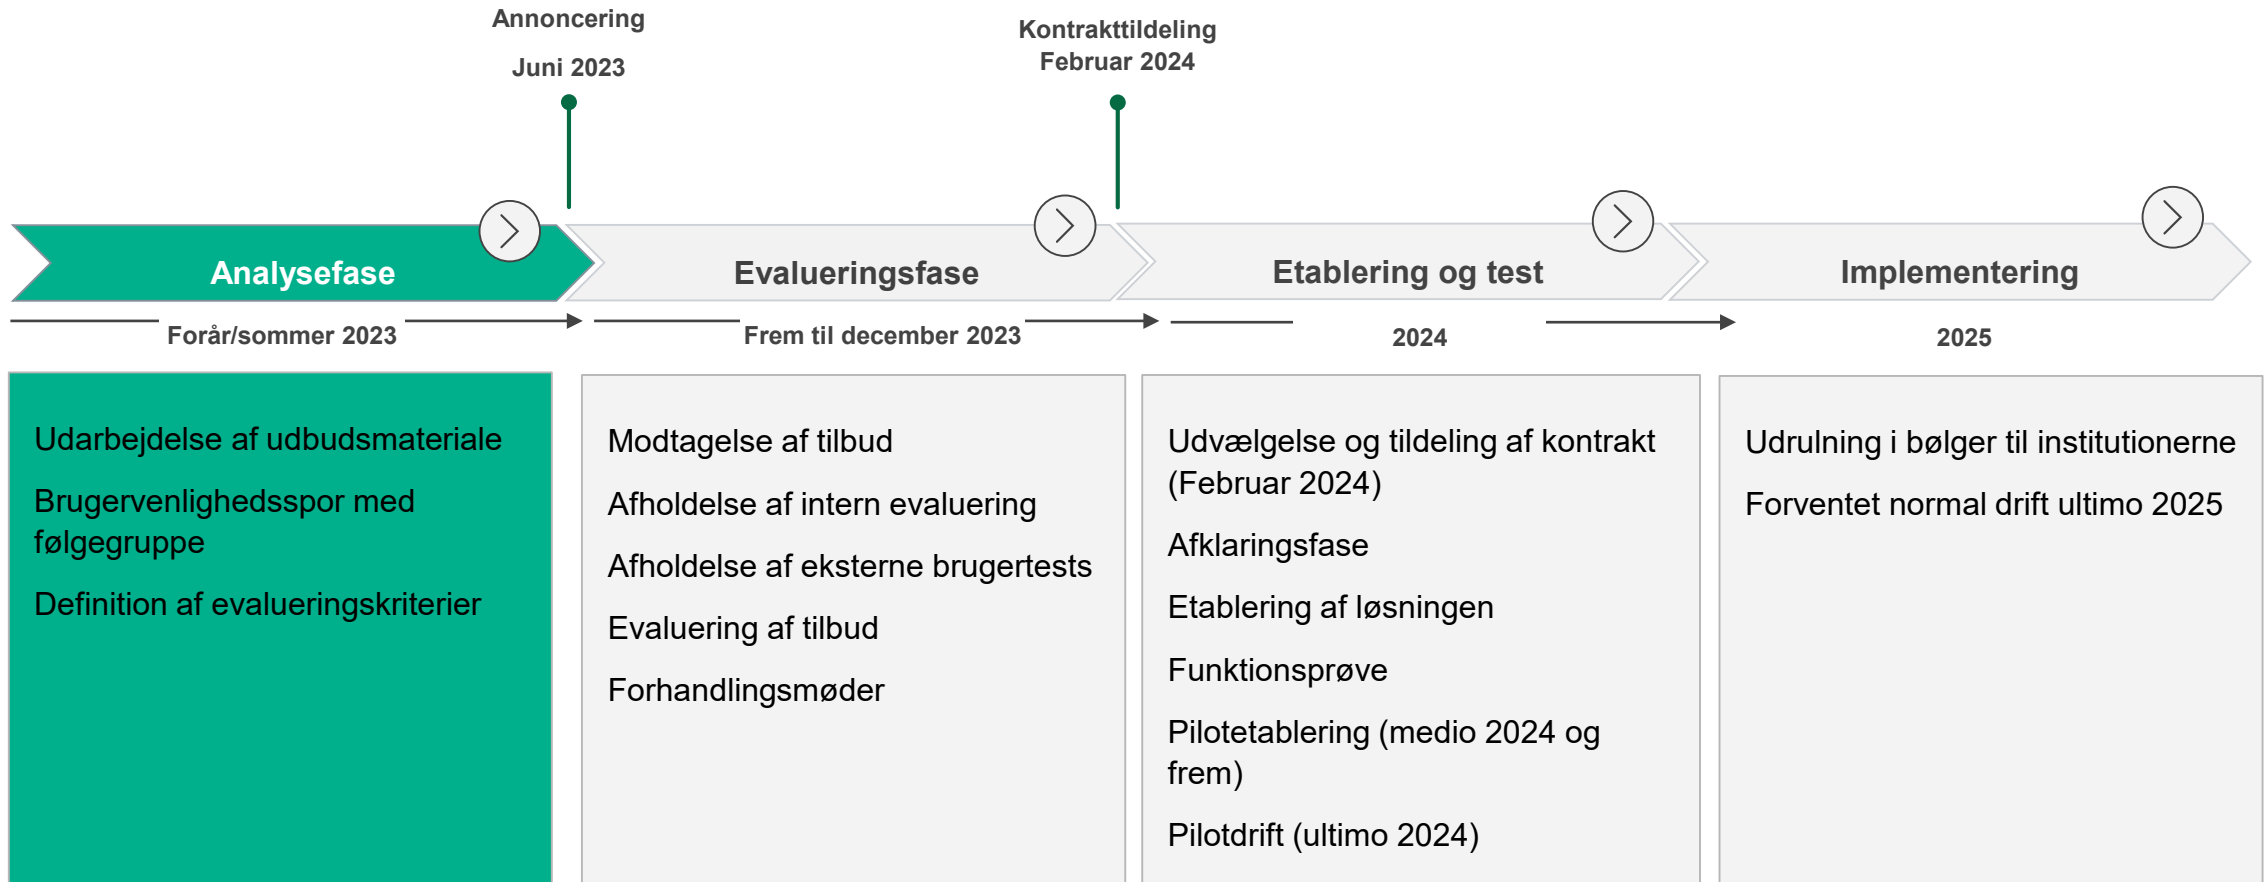 Annoncering
Juni 2023
Kontrakttildeling
Februar 2024
Analysefase
Evalueringsfase
Etablering og test
Implementering
Forår/sommer 2023
Frem til december 2023
2024
2025
Udarbejdelse af udbudsmateriale
Brugervenlighedsspor med
følgegruppe
Definition af evalueringskriterier
Modtagelse af tilbud
Afholdelse af intern evaluering
Afholdelse af eksterne brugertests
Evaluering af tilbud
Forhandlingsmøder
Udvælgelse og tildeling af kontrakt
(Februar 2024)
Afklaringsfase
Etablering af løsningen
Funktionsprøve
Pilotetablering (medio 2024 og
frem)
Pilotdrift (ultimo 2024)
Udrulning i bølger til institutionerne
Forventet normal drift ultimo 2025